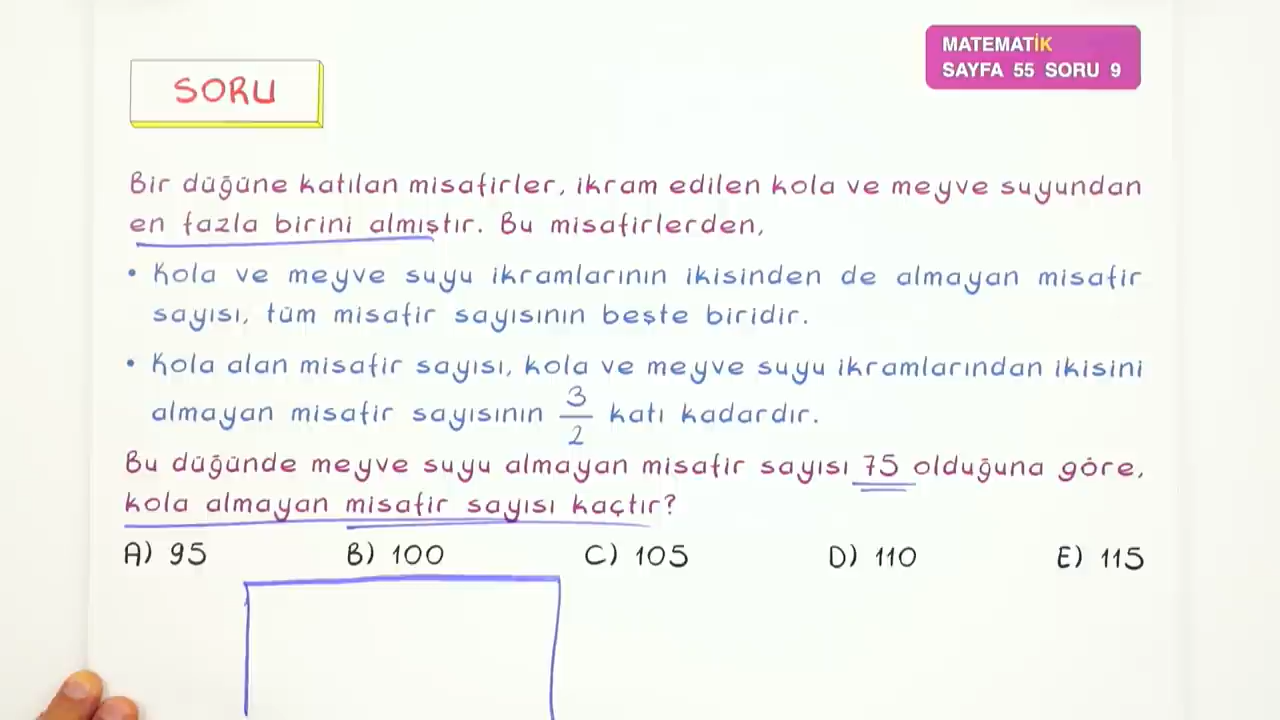 MATEMATİK
SAYFA 55 SORU 9
SORU
Bir düğüne katılan misafirler, ikram edilen kola ve meyve suyundan
en fazla birini almıştır. Bu misafirlerden,
• Kola ve meyve suyu ikramlarının ikisinden de almayan misafir
sayısı, tüm misafir sayısının beşte biridir.
• Kola alan misafir sayısı, kola ve meyve suyu ikramlarından ikisini
almayan misafir sayısının 3/2 katı kadardır.
Bu düğünde meyve suyu almayan misafir sayısı 75 olduğuna göre,
kola almayan misafir sayısı kaçtır?
A) 95 B) 100 C) 105 D) 110 E) 115